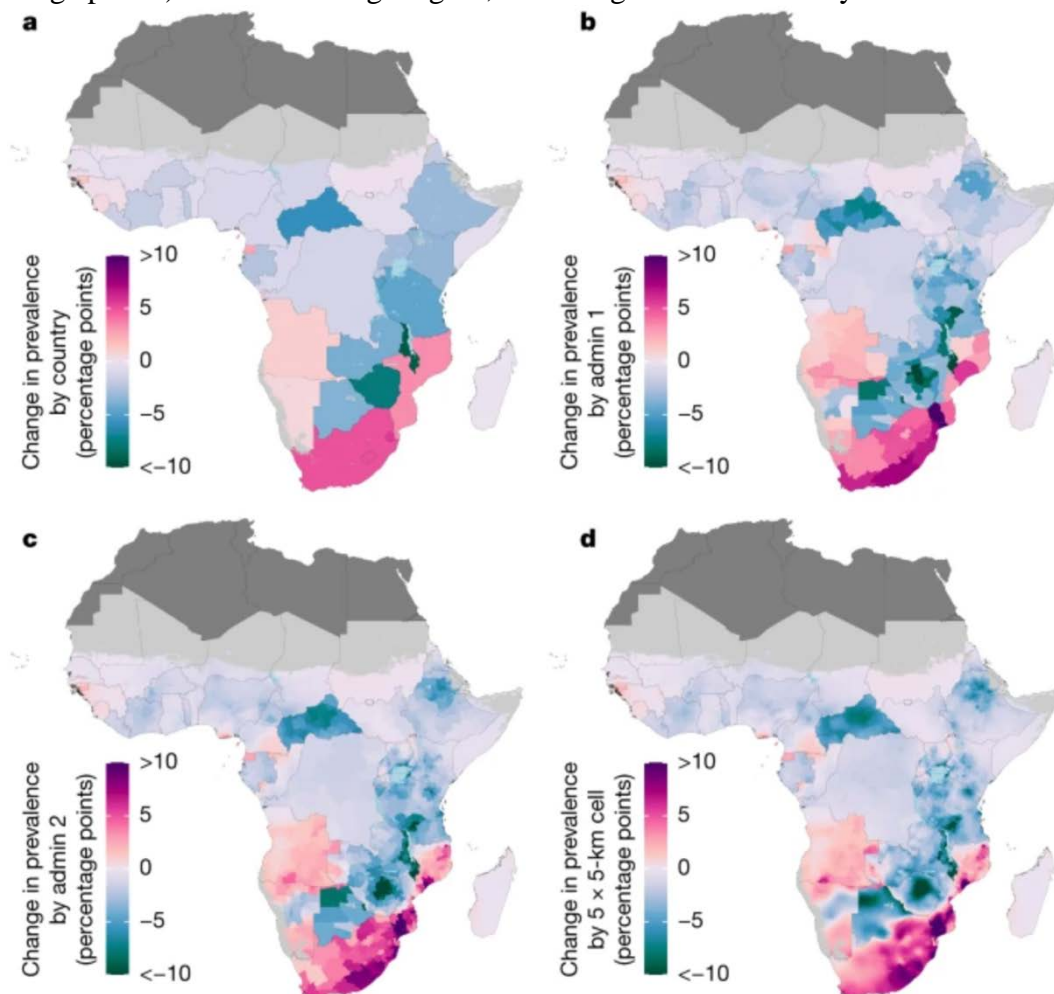 a
b
Change in prevalence
by country
(percentage points)
>10
5
0
−5
<−10
Change in prevalence
by admin 1
(percentage points)
>10
5
0
−5
<−10
c
d
Change in prevalence
by admin 2
(percentage points)
>10
5
0
−5
<−10
Change in prevalence
by 5 × 5-km cell
(percentage points)
>10
5
0
−5
<−10